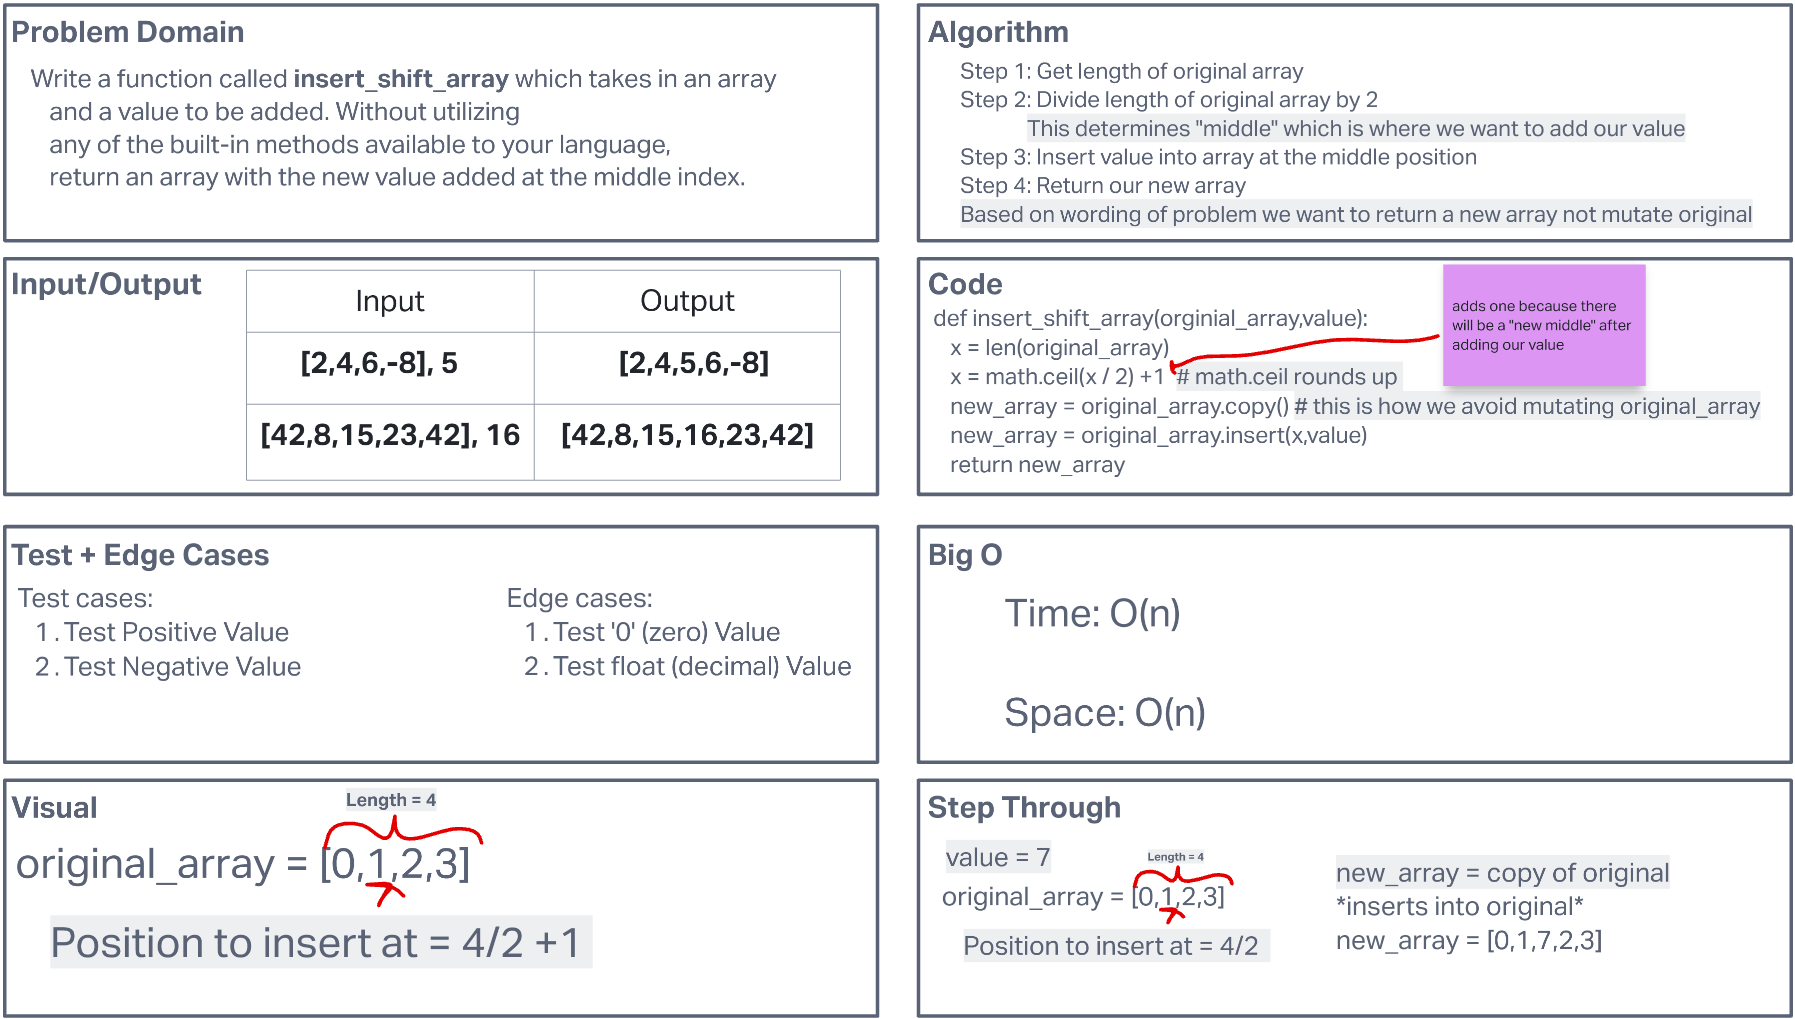 Problem Domain
Write a function called insert_shift_array which takes in an array
and a value to be added. Without utilizing
any of the built-in methods available to your language,
return an array with the new value added at the middle index.
Algorithm
Step 1: Get length of original array
Step 2: Divide length of original array by 2
This determines "middle" which is where we want to add our value
Step 3: Insert value into array at the middle position
Step 4: Return our new array
Based on wording of problem we want to return a new array not mutate original
Input/Output
Input Output
[2,4,6,-8], 5 [2,4,5,6,-8]
[42,8,15,23,42], 16 [42,8,15,16,23,42]
Code
def insert_shift_array(orginial_array,value):
x = len(original_array)
x = math.ceil(x / 2) +1 # math.ceil rounds up
new_array = original_array.copy() # this is how we avoid mutating original_array
new_array = original_array.insert(x,value)
return new_array
adds one because there
will be a "new middle" after
adding our value
Test + Edge Cases
Test cases:
1. Test Positive Value
2. Test Negative Value
Edge cases:
1. Test '0' (zero) Value
2. Test float (decimal) Value
Big O
Time: O(n)
Space: O(n)
Visual
Length = 4
original_array = [0,1,2,3]
Position to insert at = 4/2 +1
Step Through
value = 7
Length = 4
original_array = [0,1,2,3]
Position to insert at = 4/2
new_array = copy of original
*inserts into original*
new_array = [0,1,7,2,3]